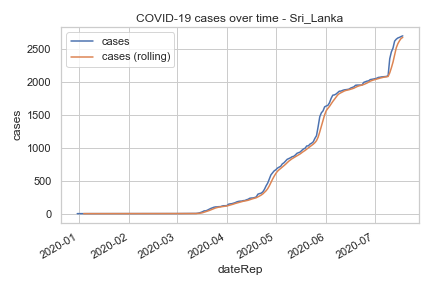 COVID-19 cases over time - Sri_Lanka
cases
cases (rolling)
2500
2000
1500
1000
500
0
cases
2020-01
2020-02
2020-03
2020-04
2020-05
2020-06
2020-07
dateRep